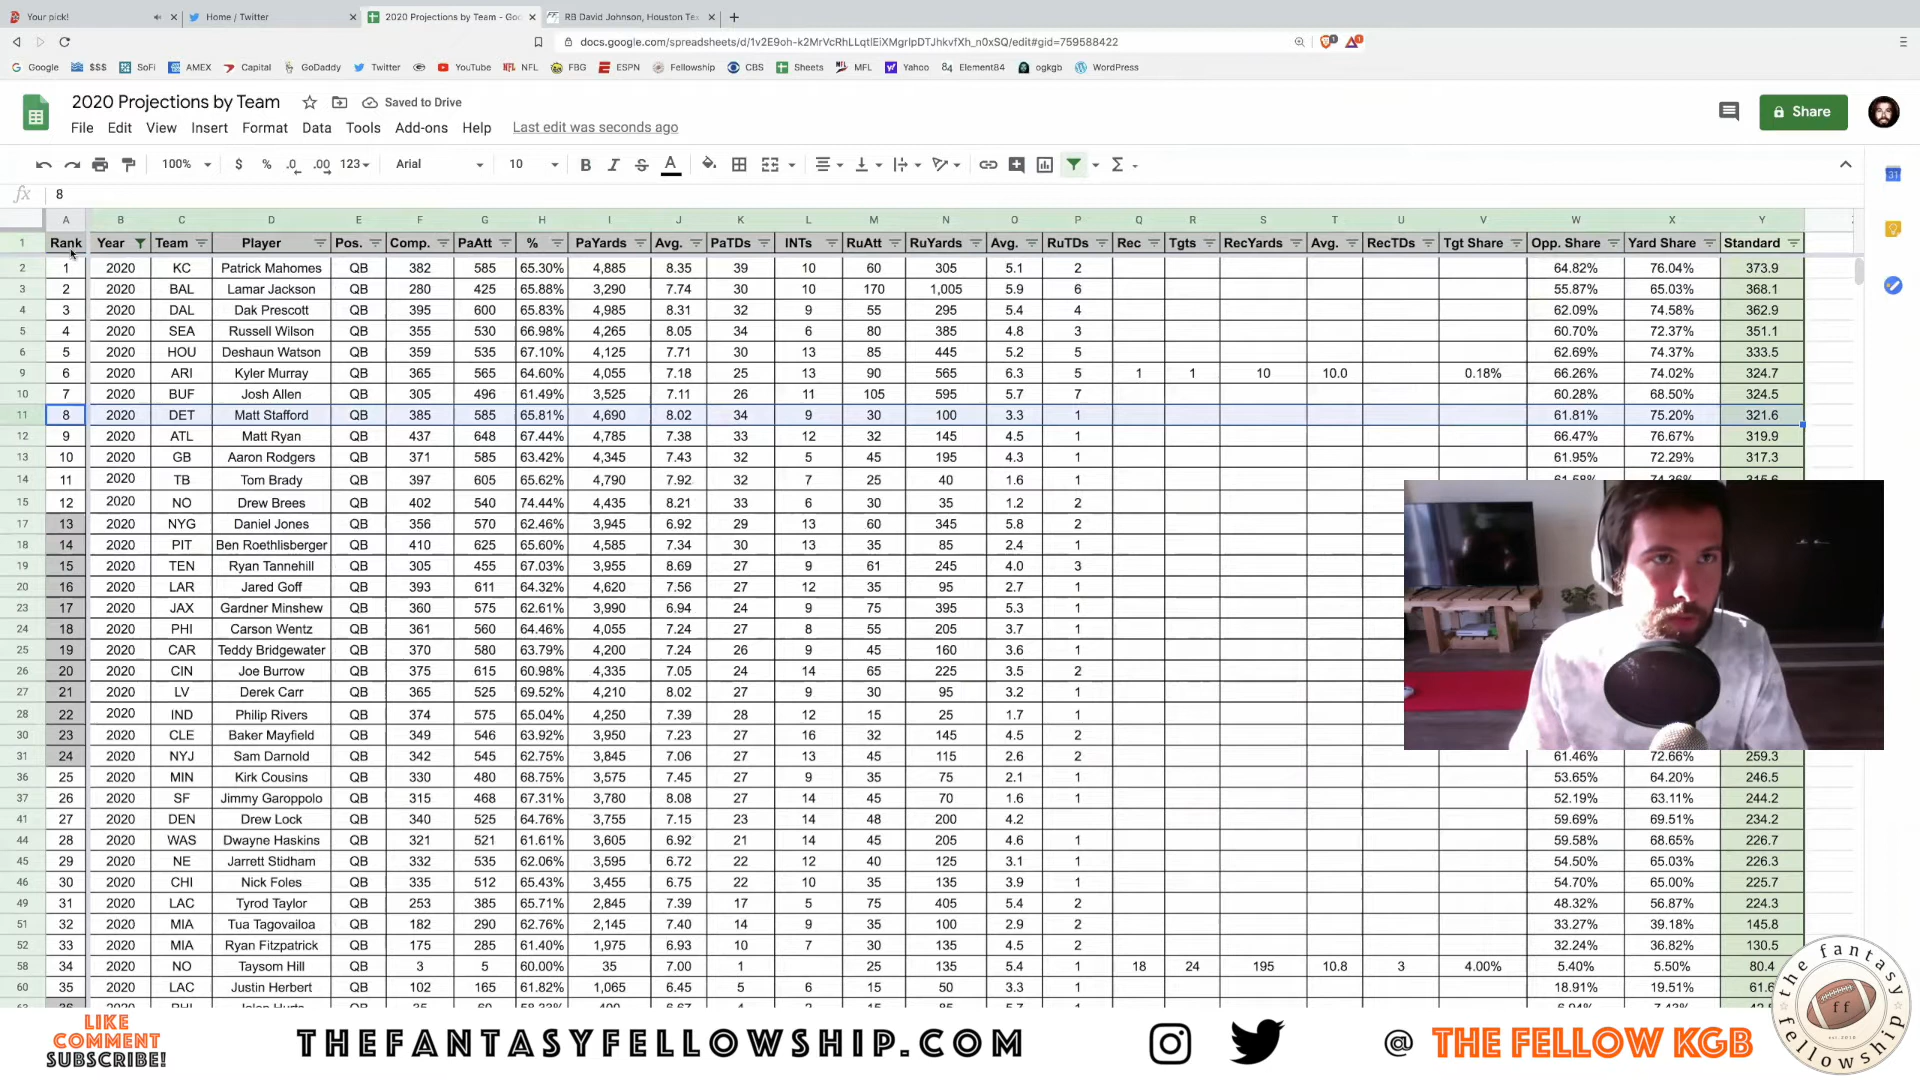 Your pick!
Home / Twitter
2020 Projections by Team - Goo
RB David Johnson, Houston Tex
docs.google.com/spreadsheets/d/1v2E9oh-k2MrVcRhLLqtlEiXMgrlpDTJhkvfXh_n0xSQ/edit#gid=759588422
Google $$$ SoFi AMEX Capital GoDaddy Twitter YouTube NFL FBG ESPN Fellowship CBS Sheets MFL Yahoo Element84 ogkgb WordPress
2020 Projections by Team Saved to Drive
Share
File Edit View Insert Format Data Tools Add-ons Help Last edit was seconds ago
100% $ % .0 .00 123 Arial 10 B I S A Σ
fx 8
A B C D E F G H I J K L M N O P Q R S T U V W X Y
1 Rank Year Team Player Pos. Comp. PaAtt % PaYards Avg. PaTDs INTs RuAtt RuYards Avg. RuTDs Rec Tgts RecYards Avg. RecTDs Tgt Share Opp. Share Yard Share Standard
2 1 2020 KC Patrick Mahomes QB 382 585 65.30% 4,885 8.35 39 10 60 305 5.1 2 64.82% 76.04% 373.9
3 2 2020 BAL Lamar Jackson QB 280 425 65.88% 3,290 7.74 30 10 170 1,005 5.9 6 55.87% 65.03% 368.1
4 3 2020 DAL Dak Prescott QB 395 600 65.83% 4,985 8.31 32 9 55 295 5.4 4 62.09% 74.58% 362.9
5 4 2020 SEA Russell Wilson QB 355 530 66.98% 4,265 8.05 34 6 80 385 4.8 3 60.70% 72.37% 351.1
6 5 2020 HOU Deshaun Watson QB 359 535 67.10% 4,125 7.71 30 13 85 445 5.2 5 62.69% 74.37% 333.5
9 6 2020 ARI Kyler Murray QB 365 565 64.60% 4,055 7.18 25 13 90 565 6.3 5 1 1 10 10.0 0.18% 66.26% 74.02% 324.7
10 7 2020 BUF Josh Allen QB 305 496 61.49% 3,525 7.11 26 11 105 595 5.7 7 60.28% 68.50% 324.5
11 8 2020 DET Matt Stafford QB 385 585 65.81% 4,690 8.02 34 9 30 100 3.3 1 61.81% 75.20% 321.6
12 9 2020 ATL Matt Ryan QB 437 648 67.44% 4,785 7.38 33 12 32 145 4.5 1 66.47% 76.67% 319.9
13 10 2020 GB Aaron Rodgers QB 371 585 63.42% 4,345 7.43 32 5 45 195 4.3 1 61.95% 72.29% 317.3
14 11 2020 TB Tom Brady QB 397 605 65.62% 4,790 7.92 32 7 25 40 1.6 1
15 12 2020 NO Drew Brees QB 402 540 74.44% 4,435 8.21 33 6 30 35 1.2 2
17 13 2020 NYG Daniel Jones QB 356 570 62.46% 3,945 6.92 29 13 60 345 5.8 2
18 14 2020 PIT Ben Roethlisberger QB 410 625 65.60% 4,585 7.34 30 13 35 85 2.4 1
19 15 2020 TEN Ryan Tannehill QB 305 455 67.03% 3,955 8.69 27 9 61 245 4.0 3
20 16 2020 LAR Jared Goff QB 393 611 64.32% 4,620 7.56 27 12 35 95 2.7 1
23 17 2020 JAX Gardner Minshew QB 360 575 62.61% 3,990 6.94 24 9 75 395 5.3 1
24 18 2020 PHI Carson Wentz QB 361 560 64.46% 4,055 7.24 27 8 55 205 3.7 1
25 19 2020 CAR Teddy Bridgewater QB 370 580 63.79% 4,200 7.24 26 9 45 160 3.6 1
26 20 2020 CIN Joe Burrow QB 375 615 60.98% 4,335 7.05 27 14 65 225 3.5 2
27 21 2020 LV Derek Carr QB 365 525 69.52% 4,210 8.02 27 9 30 95 3.2 1
28 22 2020 IND Philip Rivers QB 374 575 65.04% 4,250 7.39 28 12 15 25 1.7 1
30 23 2020 CLE Baker Mayfield QB 349 546 63.92% 3,950 7.23 27 16 32 145 4.5 2
31 24 2020 NYJ Sam Darnold QB 342 545 62.75% 3,845 7.06 27 13 45 115 2.6 2 61.46% 72.66% 259.3
36 25 2020 MIN Kirk Cousins QB 330 480 68.75% 3,575 7.45 27 9 35 75 2.1 1 53.65% 64.20% 246.5
37 26 2020 SF Jimmy Garoppolo QB 315 468 67.31% 3,780 8.08 27 14 45 70 1.6 1 52.19% 63.11% 244.2
41 27 2020 DEN Drew Lock QB 340 525 64.76% 3,755 7.15 23 14 48 200 4.2 59.69% 69.51% 234.2
44 28 2020 WAS Dwayne Haskins QB 321 521 61.61% 3,605 6.92 21 14 45 205 4.6 1 59.58% 68.65% 226.7
45 29 2020 NE Jarrett Stidham QB 332 535 62.06% 3,595 6.72 22 12 40 125 3.1 1 54.50% 65.03% 226.3
46 30 2020 CHI Nick Foles QB 335 512 65.43% 3,455 6.75 22 10 35 135 3.9 1 54.70% 65.00% 225.7
49 31 2020 LAC Tyrod Taylor QB 253 385 65.71% 2,845 7.39 17 5 75 405 5.4 2 48.32% 56.87% 224.3
51 32 2020 MIA Tua Tagovailoa QB 182 290 62.76% 2,145 7.40 14 9 35 100 2.9 2 33.27% 39.18% 145.8
52 33 2020 MIA Ryan Fitzpatrick QB 175 285 61.40% 1,975 6.93 10 7 30 135 4.5 2 32.24% 36.82% 130.5
58 34 2020 NO Taysom Hill QB 3 5 60.00% 35 7.00 1 25 135 5.4 1 18 24 195 10.8 3 4.00% 5.40% 5.50% 80.4
60 35 2020 LAC Justin Herbert QB 102 165 61.82% 1,065 6.45 5 6 15 50 3.3 1 18.91% 19.51% 61.6
LIKE
COMMENT
SUBSCRIBE!
THEFANTASYFELLOWSHIP.COM
@ THE FELLOW KGB
the fantasy
ff
fellowship